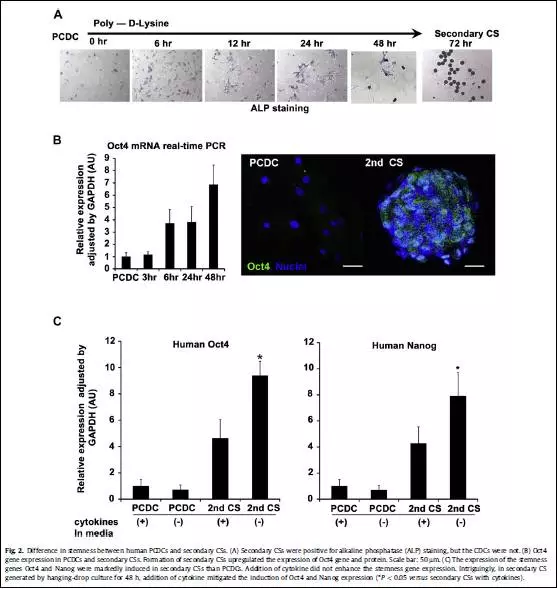 A
Poly — D-Lysine
PCDC
Secondary CS
0 hr
6 hr
12 hr
24 hr
48 hr
72 hr
ALP staining
B
Oct4 mRNA real-time PCR
Relative expression
adjusted by GAPDH (AU)
9
8
7
6
5
4
3
2
1
0
PCDC
3hr
6hr
24hr
48hr
PCDC
2nd CS
Oct4 Nuclei
C
Relative expression adjusted by
GAPDH (AU)
12
10
8
6
4
2
0
Human Oct4
*
PCDC
PCDC
2nd CS
2nd CS
cytokines
In media
(+)
(-)
(+)
(-)
12
10
8
6
4
2
0
Human Nanog
*
PCDC
PCDC
2nd CS
2nd CS
(+)
(-)
(+)
(-)
Fig. 2. Difference in stemness between human PCDCs and secondary CSs. (A) Secondary CSs were positive for alkaline phosphatase (ALP) staining, but the CDCs were not. (B) Oct4
gene expression in PCDCs and secondary CSs. Formation of secondary CSs upregulated the expression of Oct4 gene and protein. Scale bar: 50 μm. (C) The expression of the stemness
genes Oct4 and Nanog were markedly induced in secondary CSs than PCDCs. Addition of cytokine did not enhance the stemness gene expression. Intriguingly, in secondary CS
generated by hanging-drop culture for 48 h, addition of cytokine mitigated the induction of Oct4 and Nanog expression (*P < 0.05 versus secondary CSs with cytokines).